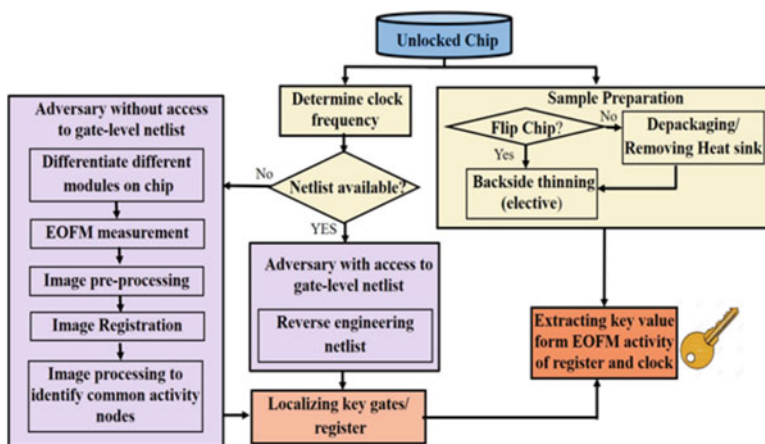 Unlocked Chip
Adversary without access
to gate-level netlist
Differentiate different
modules on chip
EOFM measurement
Image pre-processing
Image Registration
Image processing to
identify common activity
nodes
Determine clock
frequency
Netlist available?
No
YES
Adversary with access to
gate-level netlist
Reverse engineering
netlist
Localizing key gates/
register
Sample Preparation
Flip Chip?
No
Yes
Depackaging/
Removing Heat sink
Backside thinning
(elective)
Extracting key value
form EOFM activity
of register and clock